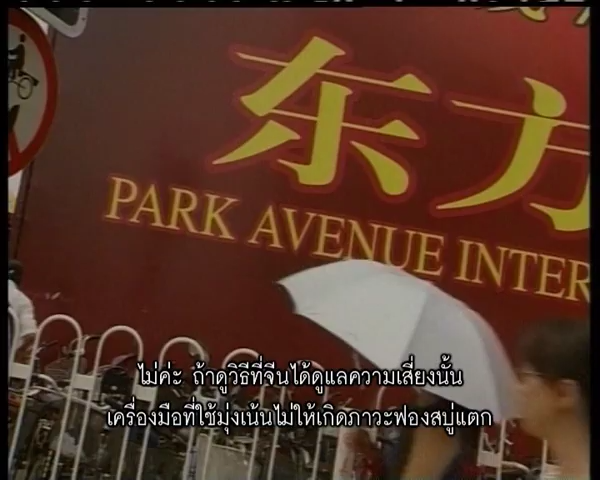 东方
PARK AVENUE INTER
ไม่ค่ะ ถ้าดูวิธีที่จีนได้ดูแลความเสี่ยงนั้น
เครื่องมือที่ใช้มุ่งเน้นไม่ให้เกิดภาวะฟองสบู่แตก